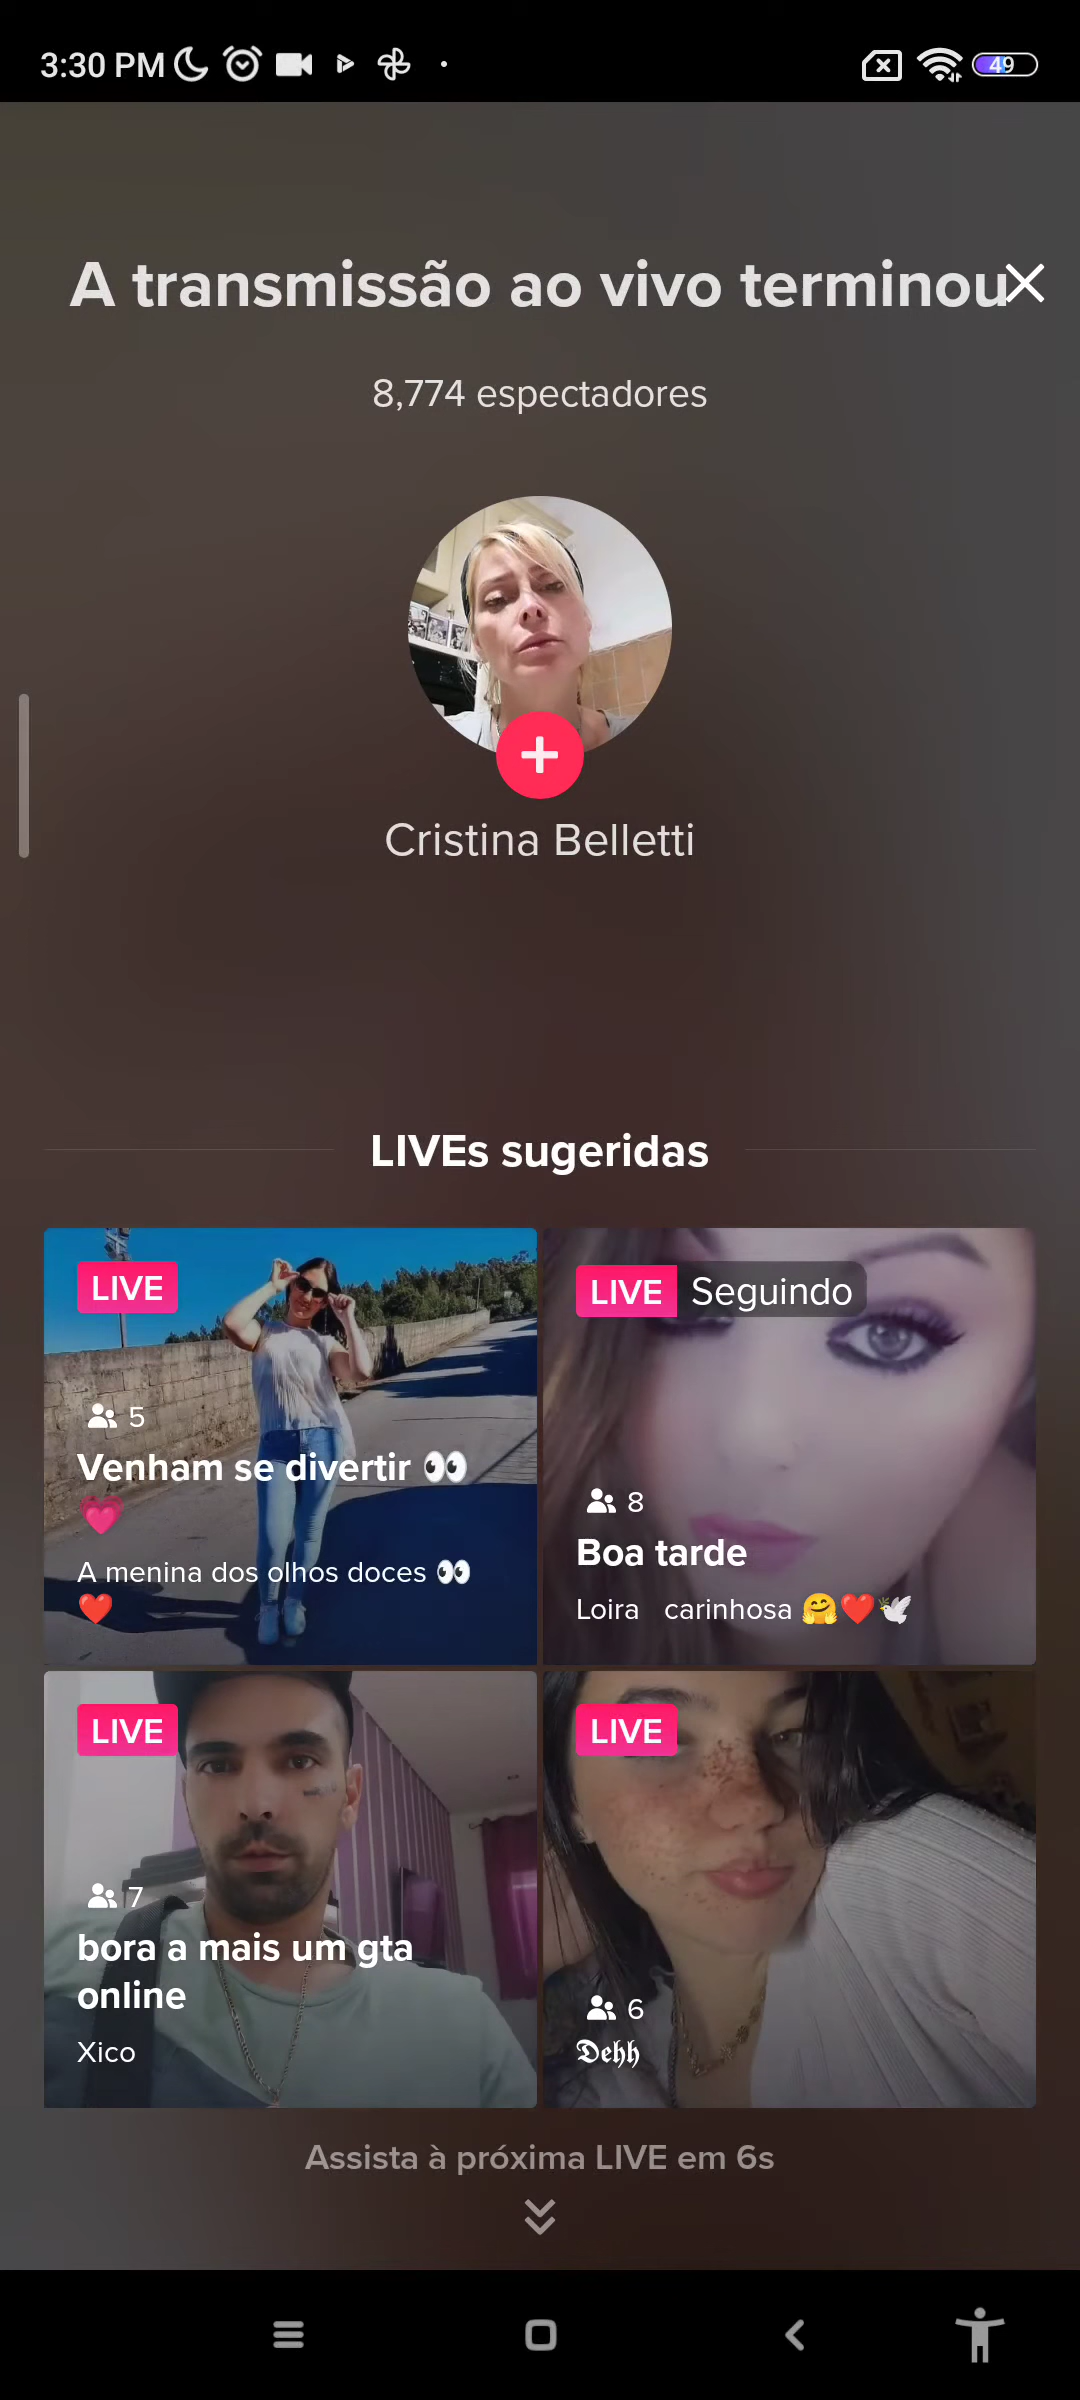 3:30 PM
49
A transmissão ao vivo terminou
8,774 espectadores
Cristina Belletti
LIVEs sugeridas
LIVE
5
Venham se divertir 👀
💗
A menina dos olhos doces 👀
❤️
LIVE Seguindo
8
Boa tarde
Loira carinhosa 🤗❤️🕊️
LIVE
7
bora a mais um gta
online
Xico
LIVE
6
𝕯𝖊𝖍𝖍
Assista à próxima LIVE em 6s